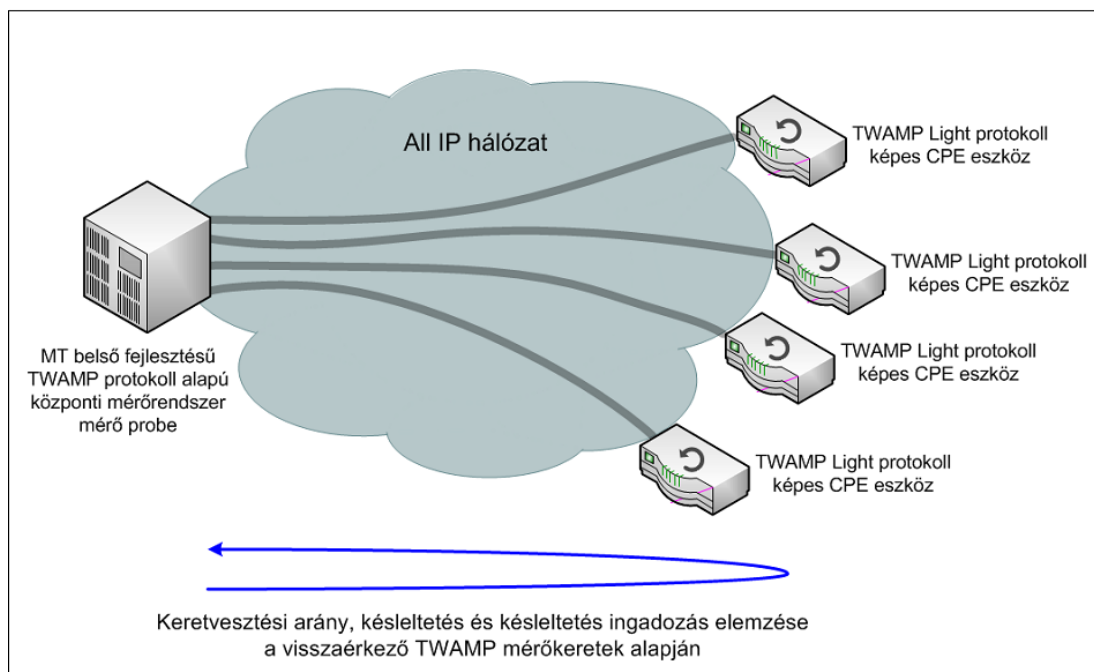 All IP hálózat
TWAMP Light protokoll
képes CPE eszköz
TWAMP Light protokoll
képes CPE eszköz
TWAMP Light protokoll
képes CPE eszköz
TWAMP Light protokoll
képes CPE eszköz
MT belső fejlesztésű
TWAMP protokoll alapú
központi mérőrendszer
mérő probe
Keretvesztési arány, késleltetés és késleltetés ingadozás elemzése
a visszaérkező TWAMP mérőkeretek alapján